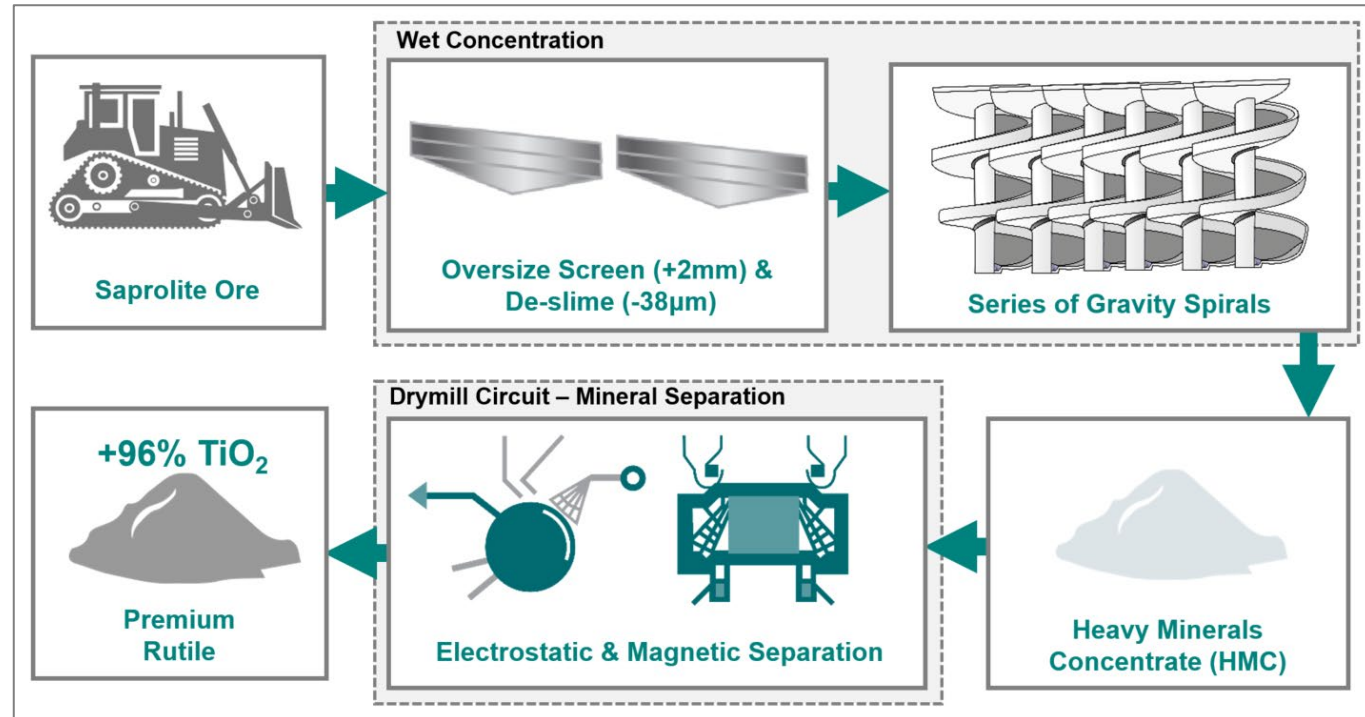 Wet Concentration
Saprolite Ore
Oversize Screen (+2mm) &
De-slime (-38µm)
Series of Gravity Spirals
Heavy Minerals
Concentrate (HMC)
Drymill Circuit – Mineral Separation
Electrostatic & Magnetic Separation
+96% TiO₂
Premium
Rutile